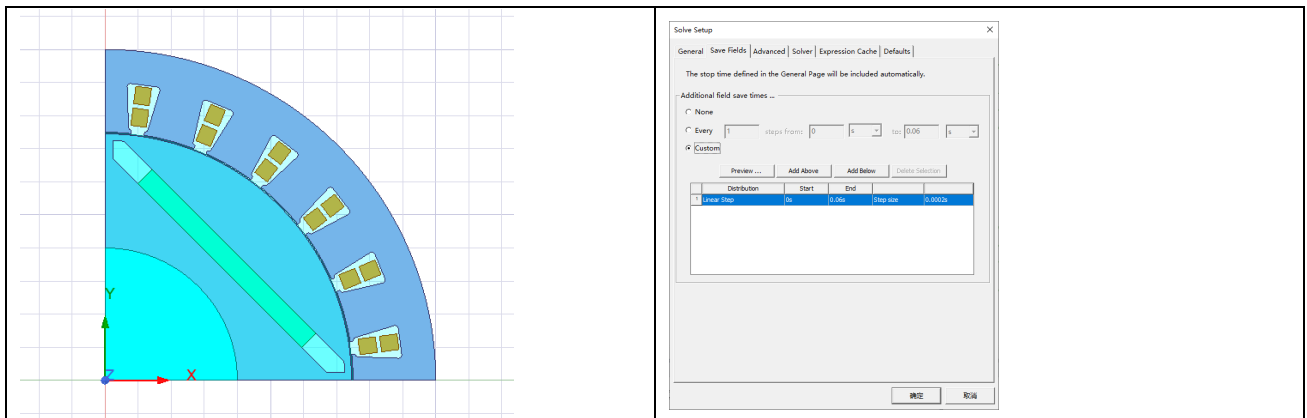 Y
Z
X
Solve Setup
General Save Fields Advanced Solver Expression Cache Defaults
The stop time defined in the General Page will be included automatically.
Additional field save times ...
None
Every 1 steps from: 0 s to: 0.06 s
Custom
Preview ... Add Above Add Below Delete Selection
Distribution Start End
1 Linear Step 0s 0.06s Step size 0.0002s
确定 取消